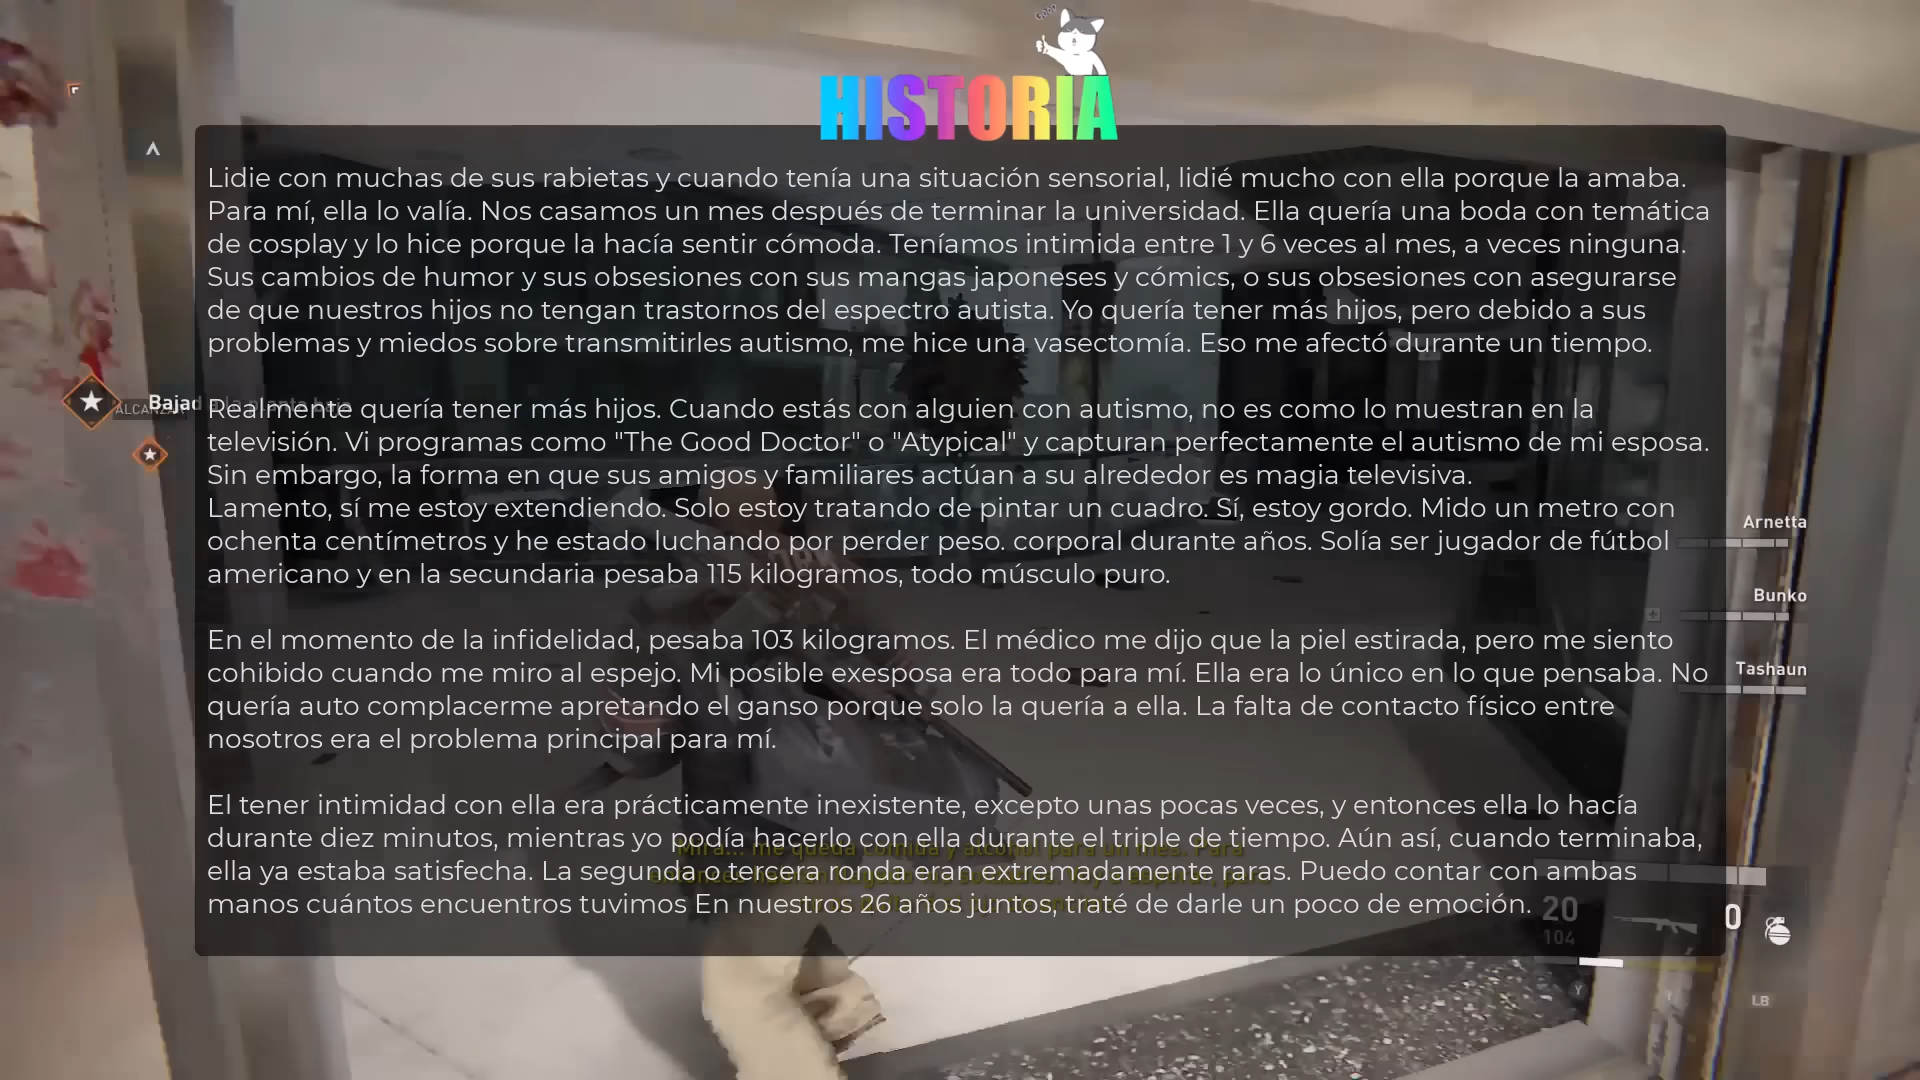 HISTORIA
Lidie con muchas de sus rabietas y cuando tenía una situación sensorial, lidié mucho con ella porque la amaba.
Para mí, ella lo valía. Nos casamos un mes después de terminar la universidad. Ella quería una boda con temática
de cosplay y lo hice porque la hacía sentir cómoda. Teníamos intimida entre 1 y 6 veces al mes, a veces ninguna.
Sus cambios de humor y sus obsesiones con sus mangas japoneses y cómics, o sus obsesiones con asegurarse
de que nuestros hijos no tengan trastornos del espectro autista. Yo quería tener más hijos, pero debido a sus
problemas y miedos sobre transmitirles autismo, me hice una vasectomía. Eso me afectó durante un tiempo.
Realmente quería tener más hijos. Cuando estás con alguien con autismo, no es como lo muestran en la
televisión. Vi programas como "The Good Doctor" o "Atypical" y capturan perfectamente el autismo de mi esposa.
Sin embargo, la forma en que sus amigos y familiares actúan a su alrededor es magia televisiva.
Lamento, sí me estoy extendiendo. Solo estoy tratando de pintar un cuadro. Sí, estoy gordo. Mido un metro con
ochenta centímetros y he estado luchando por perder peso. corporal durante años. Solía ser jugador de fútbol
americano y en la secundaria pesaba 115 kilogramos, todo músculo puro.
En el momento de la infidelidad, pesaba 103 kilogramos. El médico me dijo que la piel estirada, pero me siento
cohibido cuando me miro al espejo. Mi posible exesposa era todo para mí. Ella era lo único en lo que pensaba. No
quería auto complacerme apretando el ganso porque solo la quería a ella. La falta de contacto físico entre
nosotros era el problema principal para mí.
El tener intimidad con ella era prácticamente inexistente, excepto unas pocas veces, y entonces ella lo hacía
durante diez minutos, mientras yo podía hacerlo con ella durante el triple de tiempo. Aún así, cuando terminaba,
ella ya estaba satisfecha. La segunda o tercera ronda eran extremadamente raras. Puedo contar con ambas
manos cuántos encuentros tuvimos En nuestros 26 años juntos, traté de darle un poco de emoción.
Bajad a la planta baja
ALCANZAR
Arnetta
Bunko
Tashaun
Mira... me queda comida y alcohol para un mes. Para
20
104
0
Y
LB